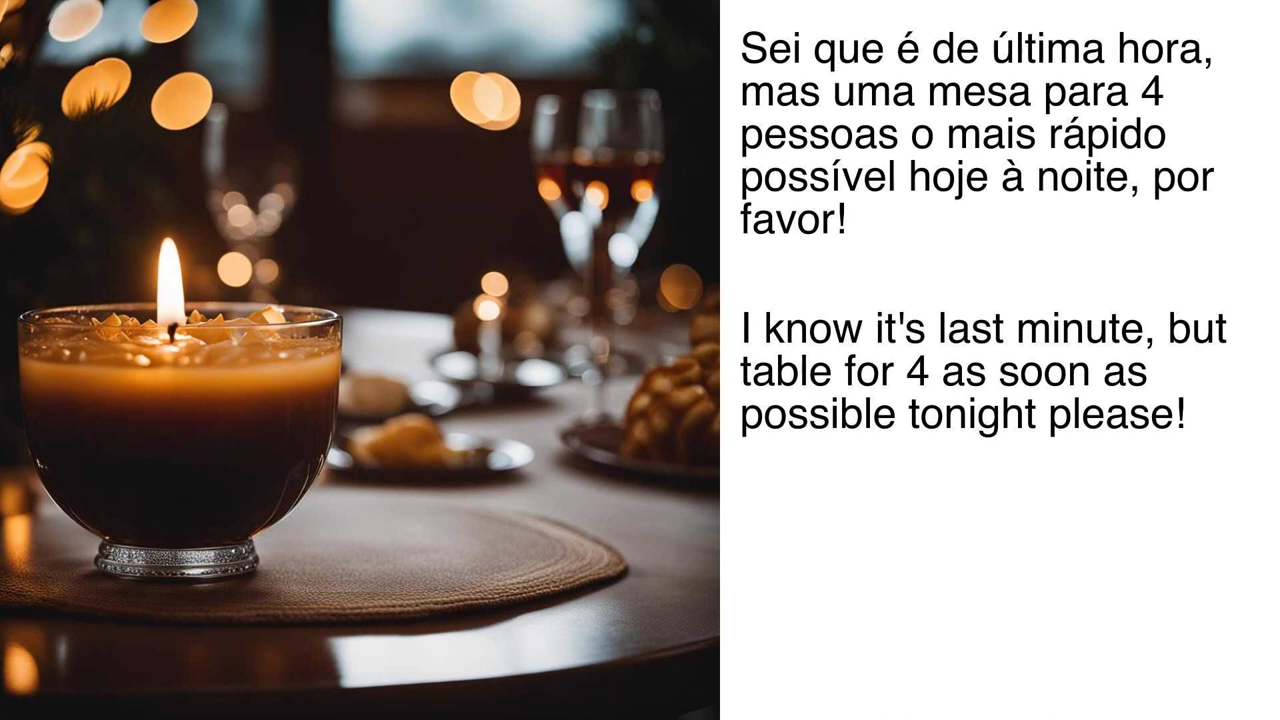 Sei que é de última hora,
mas uma mesa para 4
pessoas o mais rápido
possível hoje à noite, por
favor!
I know it's last minute, but
table for 4 as soon as
possible tonight please!